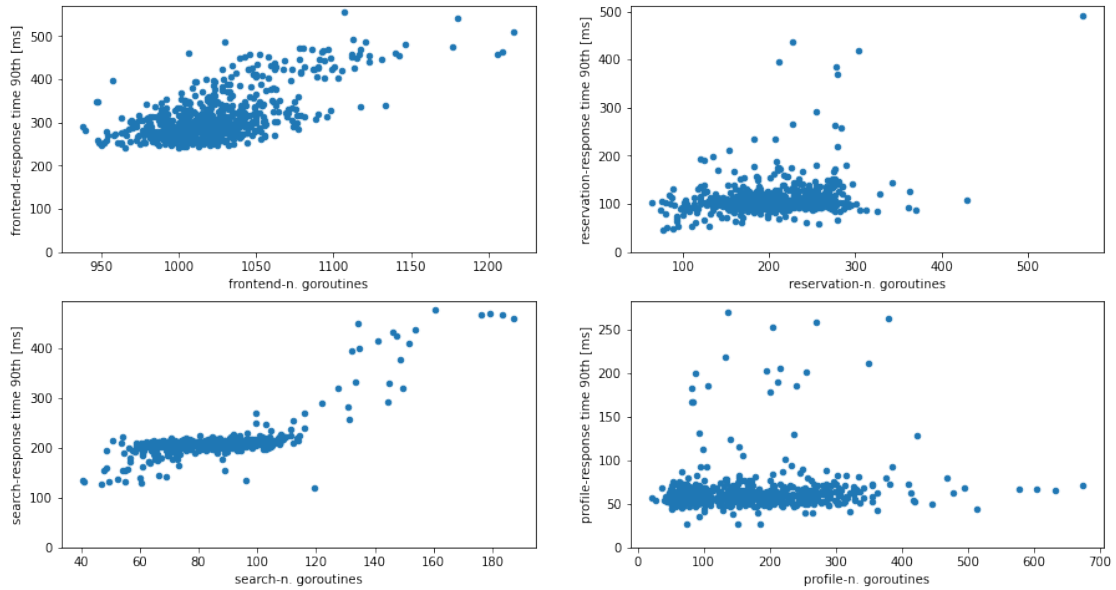 frontend-response time 90th [ms]
500
400
300
200
100
0
950 1000 1050 1100 1150 1200
frontend-n. goroutines
reservation-response time 90th [ms]
500
400
300
200
100
0
100 200 300 400 500
reservation-n. goroutines
search-response time 90th [ms]
400
300
200
100
0
40 60 80 100 120 140 160 180
search-n. goroutines
profile-response time 90th [ms]
250
200
150
100
50
0
0 100 200 300 400 500 600 700
profile-n. goroutines